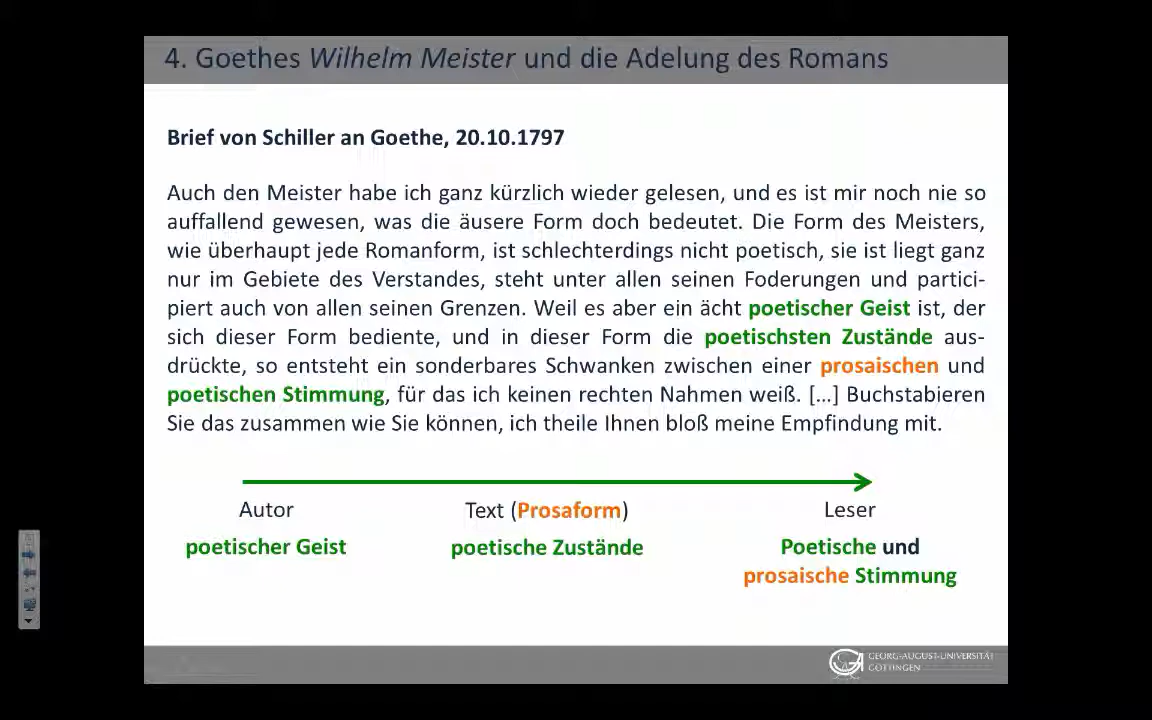 4. Goethes Wilhelm Meister und die Adelung des Romans
Brief von Schiller an Goethe, 20.10.1797
Auch den Meister habe ich ganz kürzlich wieder gelesen, und es ist mir noch nie so
auffallend gewesen, was die äusere Form doch bedeutet. Die Form des Meisters,
wie überhaupt jede Romanform, ist schlechterdings nicht poetisch, sie ist liegt ganz
nur im Gebiete des Verstandes, steht unter allen seinen Foderungen und partici-
piert auch von allen seinen Grenzen. Weil es aber ein ächt poetischer Geist ist, der
sich dieser Form bediente, und in dieser Form die poetischsten Zustände aus-
drückte, so entsteht ein sonderbares Schwanken zwischen einer prosaischen und
poetischen Stimmung, für das ich keinen rechten Nahmen weiß. […] Buchstabieren
Sie das zusammen wie Sie können, ich theile Ihnen bloß meine Empfindung mit.
Autor Text (Prosaform) Leser
poetischer Geist poetische Zustände Poetische und
prosaische Stimmung
GEORG-AUGUST-UNIVERSITÄT
GÖTTINGEN